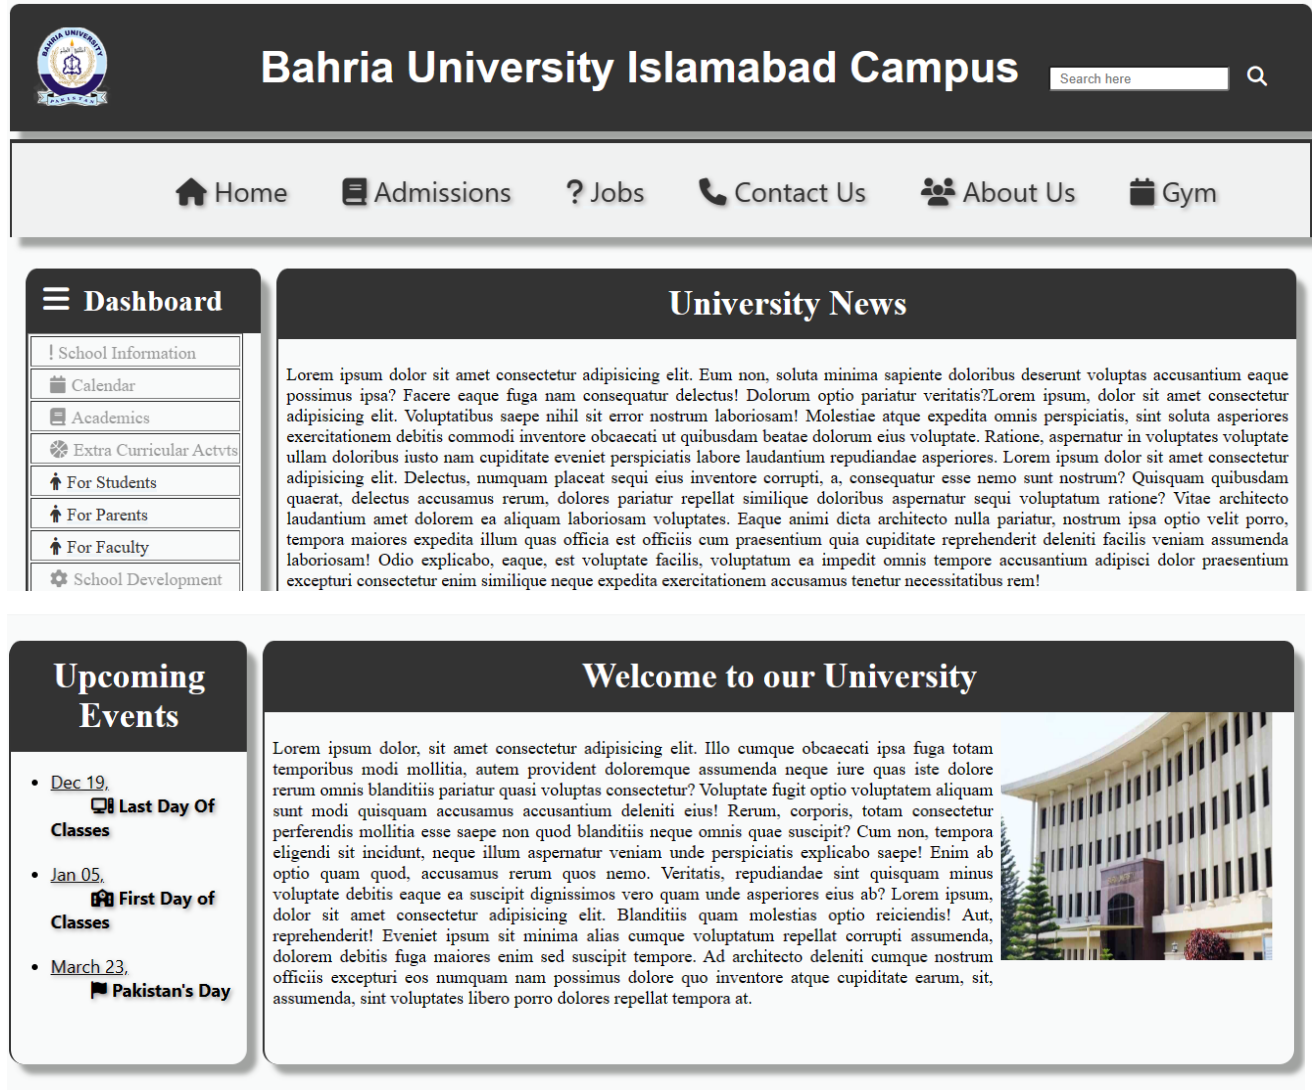 BAHRIA UNIVERSITY
PAKISTAN
Bahria University Islamabad Campus
Search here
Home Admissions ? Jobs Contact Us About Us Gym
Dashboard
! School Information
Calendar
Academics
Extra Curricular Actvts
For Students
For Parents
For Faculty
School Development
University News
Lorem ipsum dolor sit amet consectetur adipisicing elit. Eum non, soluta minima sapiente doloribus deserunt voluptas accusantium eaque
possimus ipsa? Facere eaque fuga nam consequatur delectus! Dolorum optio pariatur veritatis?Lorem ipsum, dolor sit amet consectetur
adipisicing elit. Voluptatibus saepe nihil sit error nostrum laboriosam! Molestiae atque expedita omnis perspiciatis, sint soluta asperiores
exercitationem debitis commodi inventore obcaecati ut quibusdam beatae dolorum eius voluptate. Ratione, aspernatur in voluptates voluptate
ullam doloribus iusto nam cupiditate eveniet perspiciatis labore laudantium repudiandae asperiores. Lorem ipsum dolor sit amet consectetur
adipisicing elit. Delectus, numquam placeat sequi eius inventore corrupti, a, consequatur esse nemo sunt nostrum? Quisquam quibusdam
quaerat, delectus accusamus rerum, dolores pariatur repellat similique doloribus aspernatur sequi voluptatum ratione? Vitae architecto
laudantium amet dolorem ea aliquam laboriosam voluptates. Eaque animi dicta architecto nulla pariatur, nostrum ipsa optio velit porro,
tempora maiores expedita illum quas officia est officiis cum praesentium quia cupiditate reprehenderit deleniti facilis veniam assumenda
laboriosam! Odio explicabo, eaque, est voluptate facilis, voluptatum ea impedit omnis tempore accusantium adipisci dolor praesentium
excepturi consectetur enim similique neque expedita exercitationem accusamus tenetur necessitatibus rem!
Upcoming
Events
• Dec 19,
Last Day Of
Classes
• Jan 05,
First Day of
Classes
• March 23,
Pakistan's Day
Welcome to our University
Lorem ipsum dolor, sit amet consectetur adipisicing elit. Illo cumque obcaecati ipsa fuga totam
temporibus modi mollitia, autem provident doloremque assumenda neque iure quas iste dolore
rerum omnis blanditiis pariatur quasi voluptas consectetur? Voluptate fugit optio voluptatem aliquam
sunt modi quisquam accusamus accusantium deleniti eius! Rerum, corporis, totam consectetur
perferendis mollitia esse saepe non quod blanditiis neque omnis quae suscipit? Cum non, tempora
eligendi sit incidunt, neque illum aspernatur veniam unde perspiciatis explicabo saepe! Enim ab
optio quam quod, accusamus rerum quos nemo. Veritatis, repudiandae sint quisquam minus
voluptate debitis eaque ea suscipit dignissimos vero quam unde asperiores eius ab? Lorem ipsum,
dolor sit amet consectetur adipisicing elit. Blanditiis quam molestias optio reiciendis! Aut,
reprehenderit! Eveniet ipsum sit minima alias cumque voluptatum repellat corrupti assumenda,
dolorem debitis fuga maiores enim sed suscipit tempore. Ad architecto deleniti cumque nostrum
officiis excepturi eos numquam nam possimus dolore quo inventore atque cupiditate earum, sit,
assumenda, sint voluptates libero porro dolores repellat tempora at.